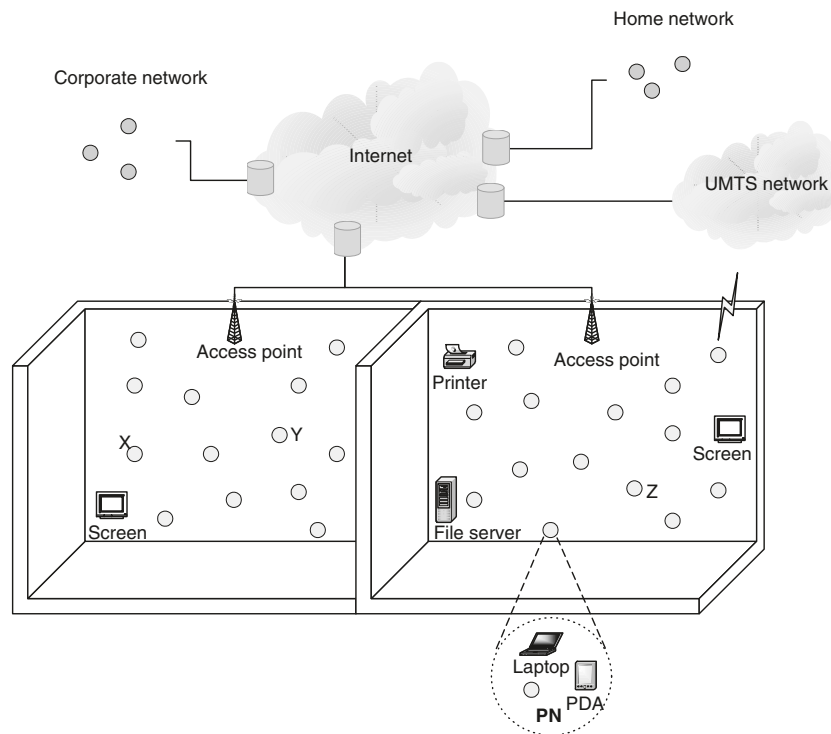 Home network
Corporate network
Internet
UMTS network
Access point
Access point
Printer
X
Y
Screen
Z
Screen
File server
Laptop
PDA
PN